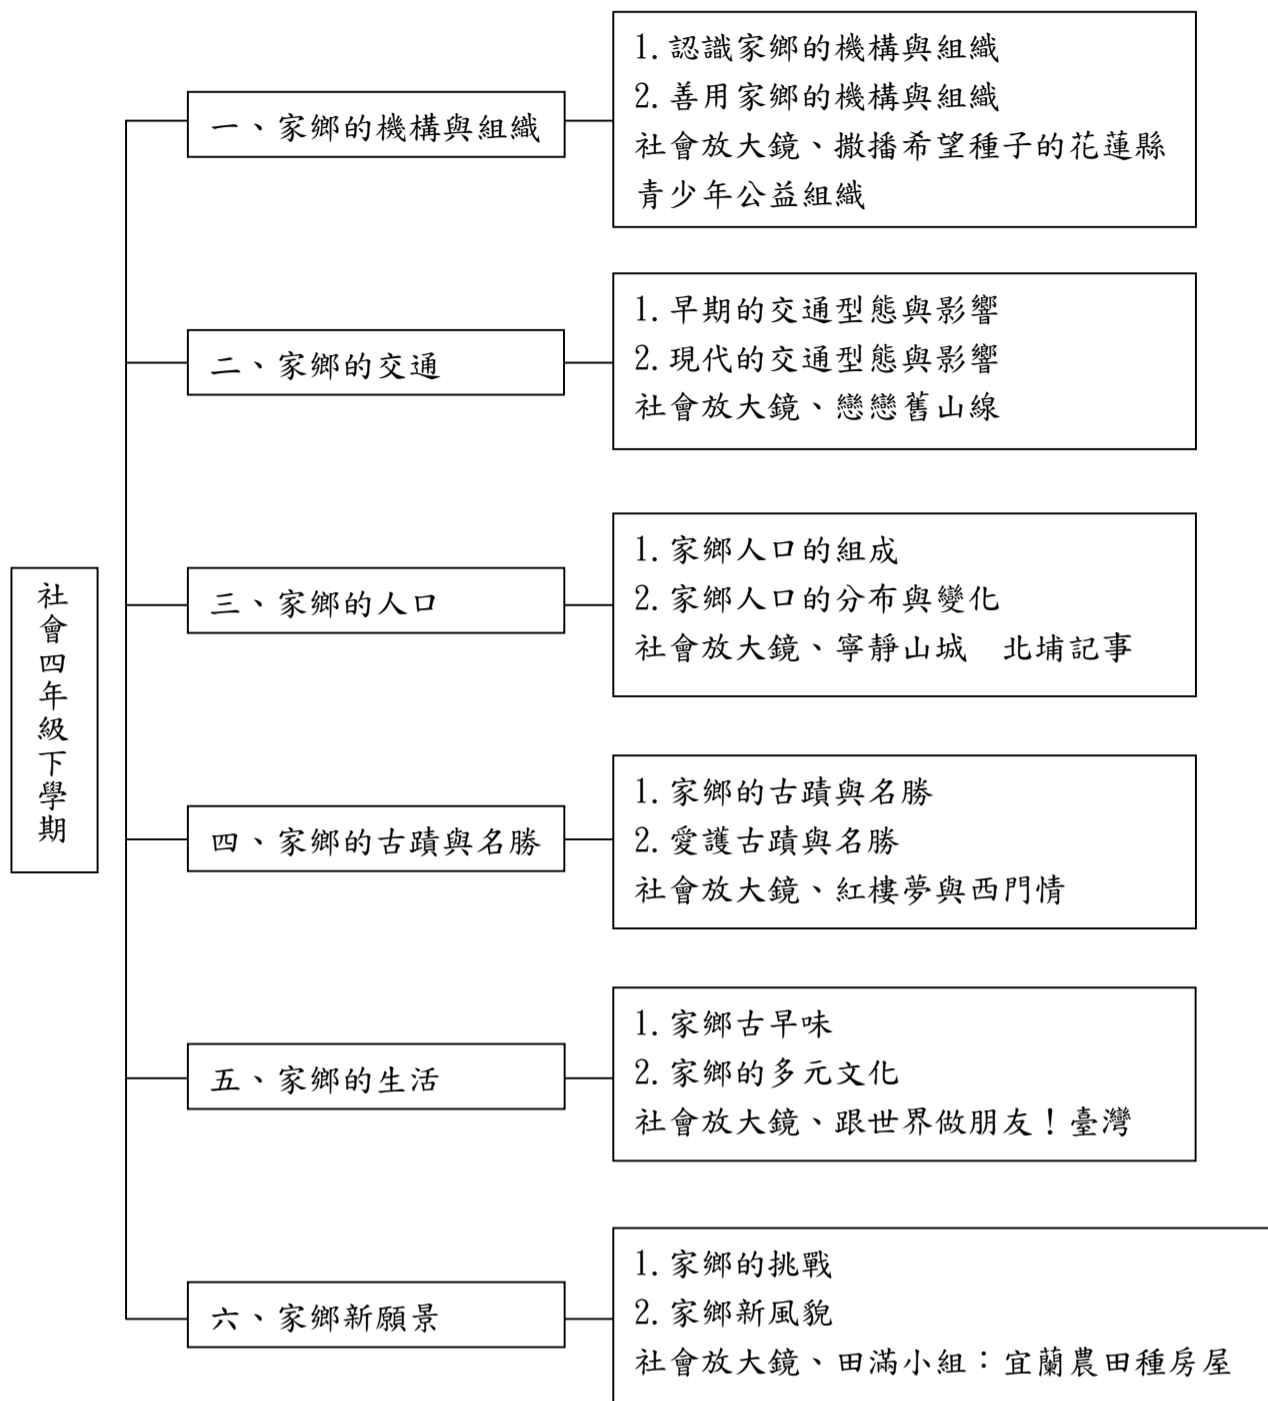 社會四年級下學期
一、家鄉的機構與組織
1.認識家鄉的機構與組織
2.善用家鄉的機構與組織
社會放大鏡、撒播希望種子的花蓮縣
青少年公益組織
二、家鄉的交通
1.早期的交通型態與影響
2.現代的交通型態與影響
社會放大鏡、戀戀舊山線
三、家鄉的人口
1.家鄉人口的組成
2.家鄉人口的分布與變化
社會放大鏡、寧靜山城　北埔記事
四、家鄉的古蹟與名勝
1.家鄉的古蹟與名勝
2.愛護古蹟與名勝
社會放大鏡、紅樓夢與西門情
五、家鄉的生活
1.家鄉古早味
2.家鄉的多元文化
社會放大鏡、跟世界做朋友！臺灣
六、家鄉新願景
1.家鄉的挑戰
2.家鄉新風貌
社會放大鏡、田滿小組：宜蘭農田種房屋